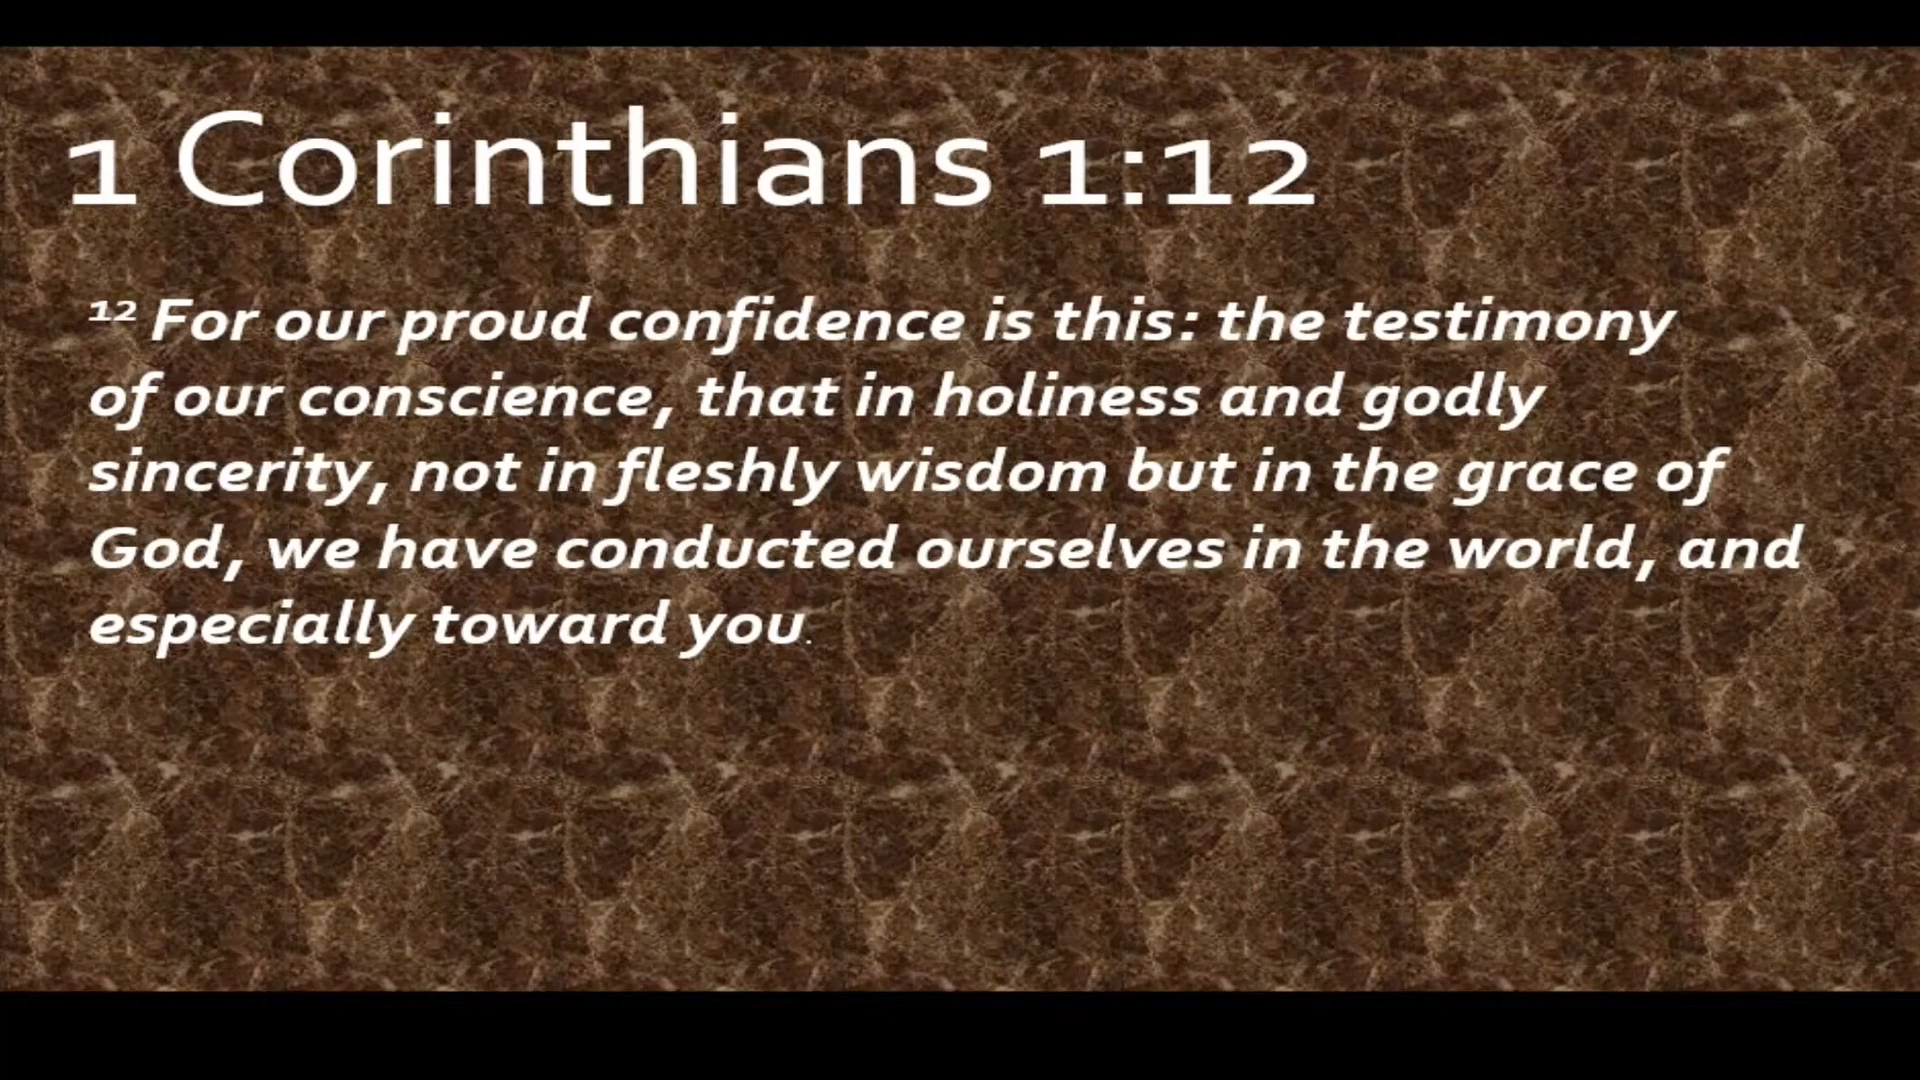 1 Corinthians 1:12
12 For our proud confidence is this: the testimony
of our conscience, that in holiness and godly
sincerity, not in fleshly wisdom but in the grace of
God, we have conducted ourselves in the world, and
especially toward you.